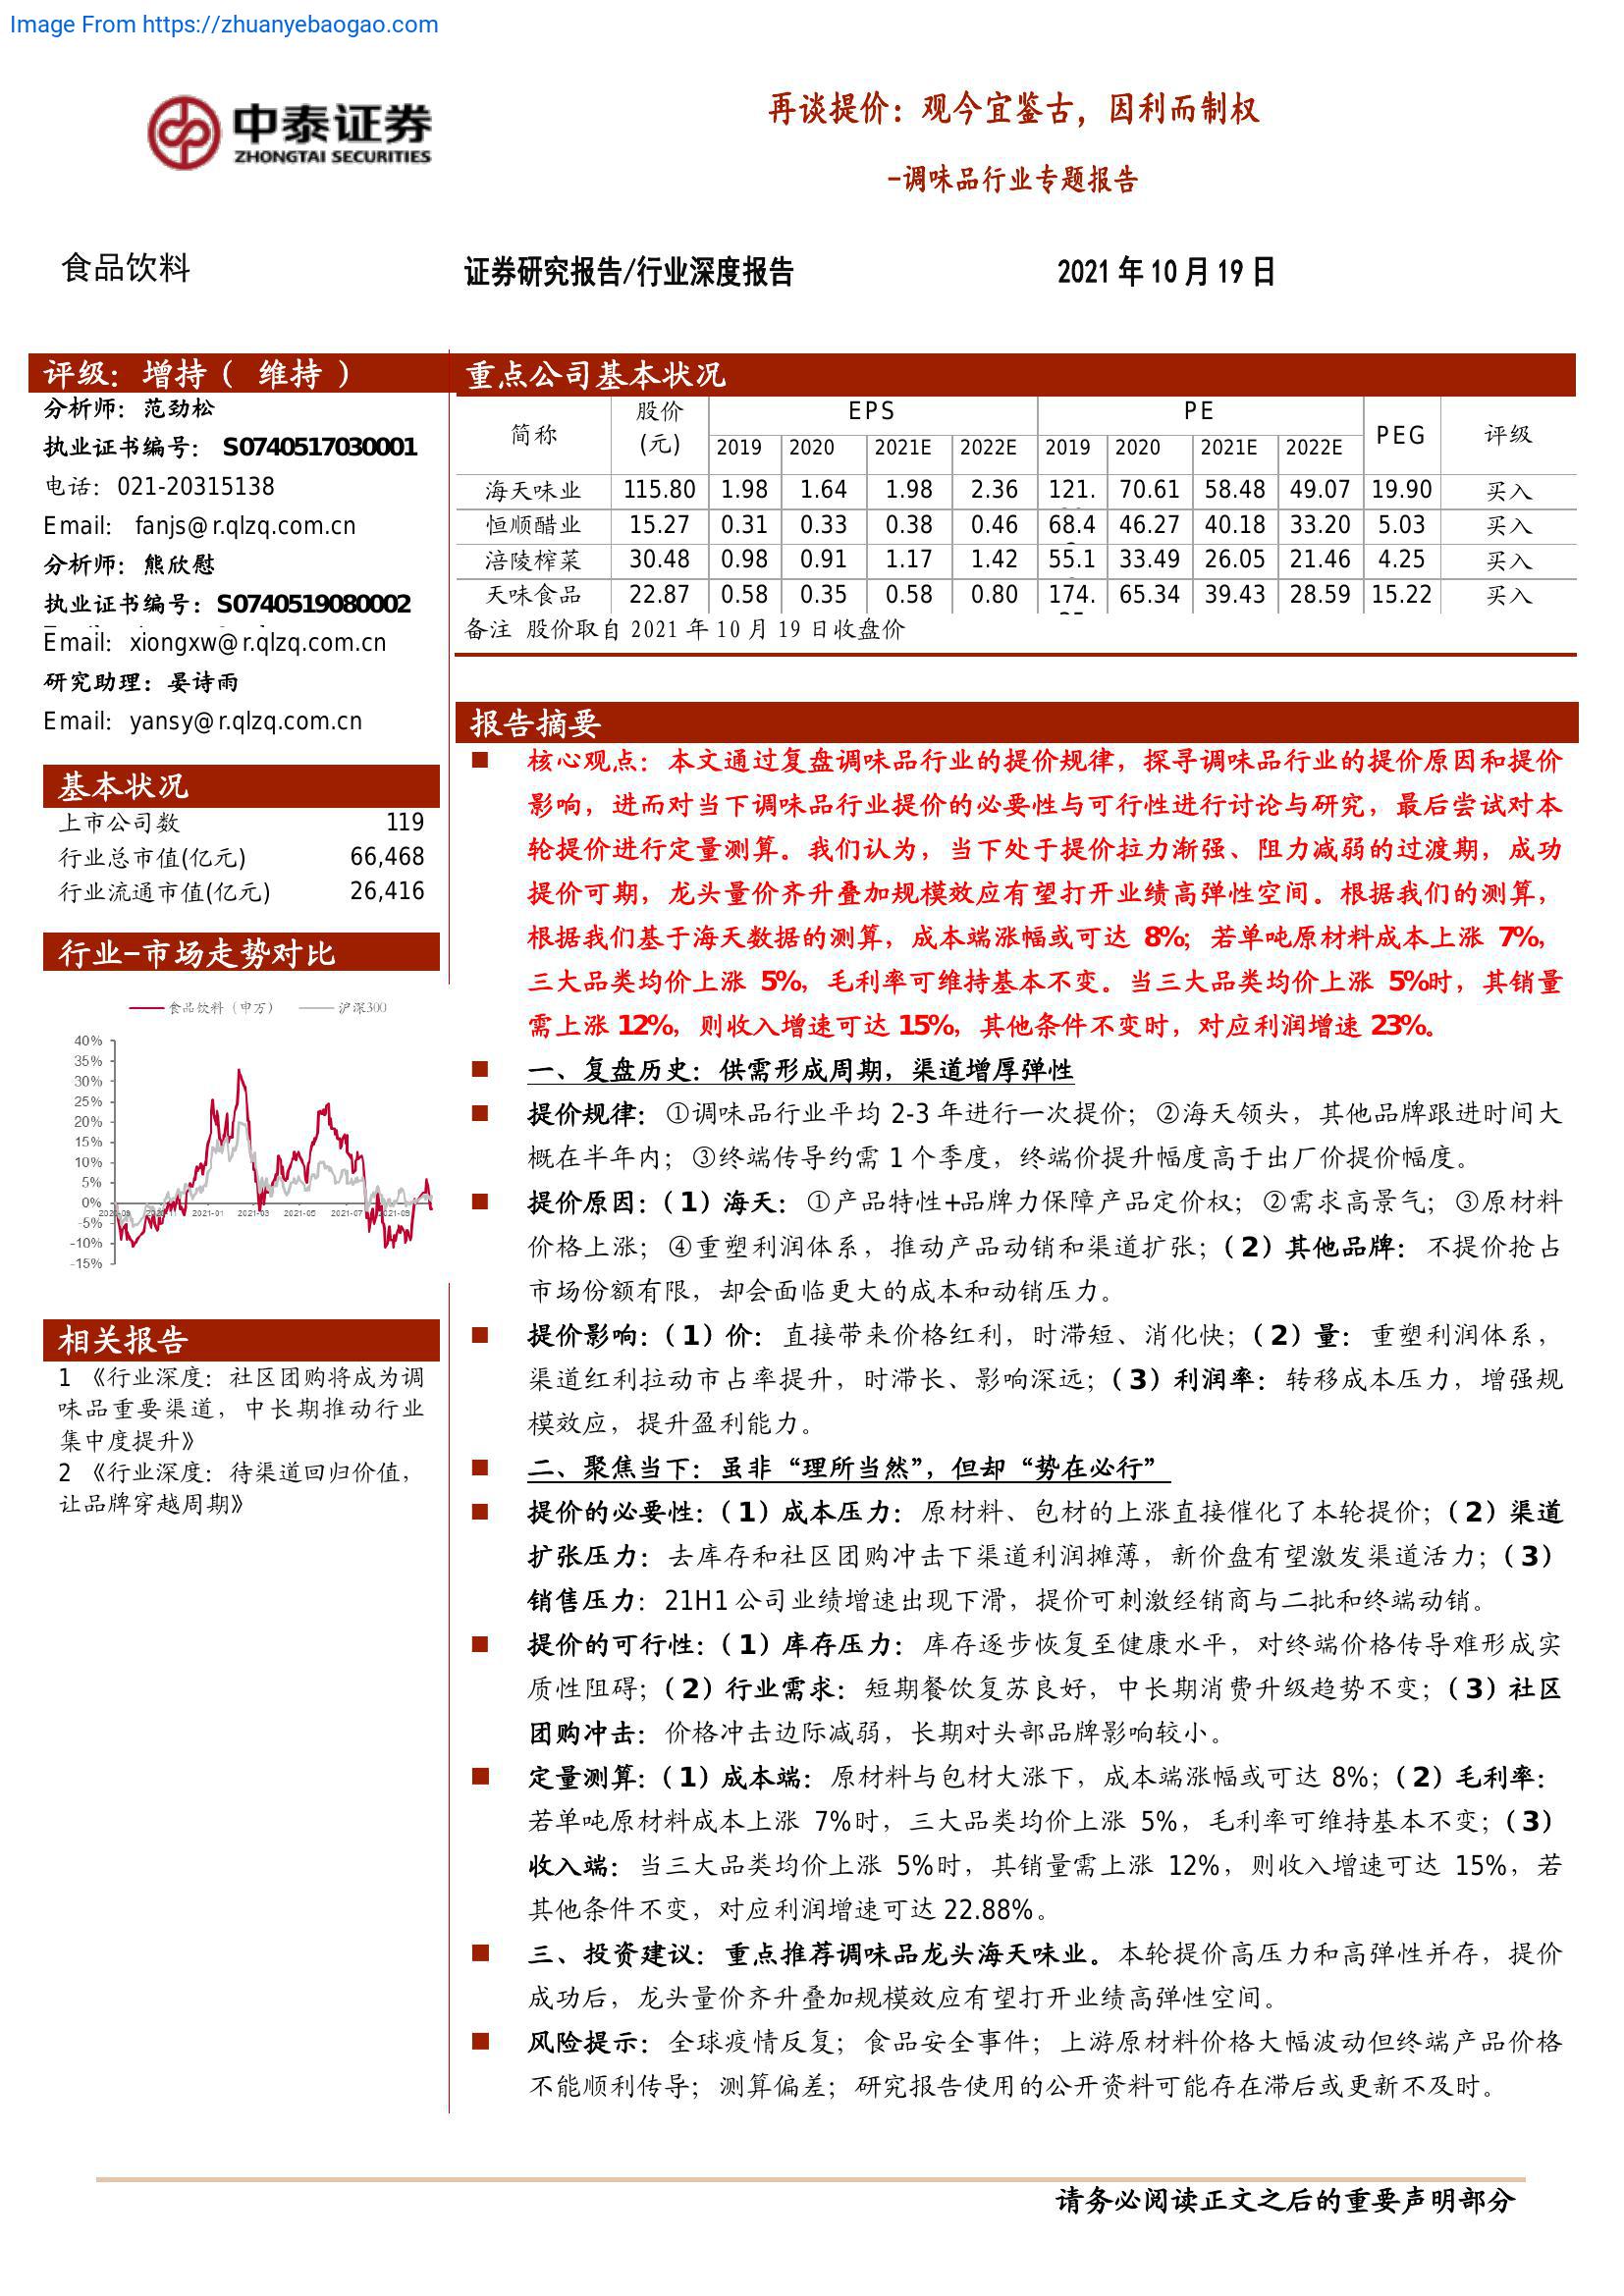 Image From https://zhuanyebaogao.com
中泰证券
ZHONGTAI SECURITIES
再谈提价：观今宜鉴古，因利而制权
-调味品行业专题报告
食品饮料
证券研究报告/行业深度报告
2021 年 10 月 19 日
评级：增持（ 维持 ）
分析师：范劲松
执业证书编号： S0740517030001
电话：021-20315138
Email: fanjs@r.qlzq.com.cn
分析师：熊欣慰
执业证书编号：S0740519080002
Email: xiongxw@r.qlzq.com.cn
研究助理：晏诗雨
Email: yansy@r.qlzq.com.cn
基本状况
上市公司数 119
行业总市值(亿元) 66,468
行业流通市值(亿元) 26,416
行业-市场走势对比
食品饮料（申万） 沪深300
40%
35%
30%
25%
20%
15%
10%
5%
0%
-5%
-10%
-15%
2020-09 2020-11 2021-01 2021-03 2021-05 2021-07 2021-09
相关报告
1 《行业深度：社区团购将成为调
味品重要渠道，中长期推动行业
集中度提升》
2 《行业深度：待渠道回归价值，
让品牌穿越周期》
重点公司基本状况
简称 股价 (元) EPS PE PEG 评级
2019 2020 2021E 2022E 2019 2020 2021E 2022E
海天味业 115.80 1.98 1.64 1.98 2.36 121. 70.61 58.48 49.07 19.90 买入
恒顺醋业 15.27 0.31 0.33 0.38 0.46 68.4 46.27 40.18 33.20 5.03 买入
涪陵榨菜 30.48 0.98 0.91 1.17 1.42 55.1 33.49 26.05 21.46 4.25 买入
天味食品 22.87 0.58 0.35 0.58 0.80 174. 65.34 39.43 28.59 15.22 买入
备注 股价取自 2021 年 10 月 19 日收盘价
报告摘要
核心观点：本文通过复盘调味品行业的提价规律，探寻调味品行业的提价原因和提价
影响，进而对当下调味品行业提价的必要性与可行性进行讨论与研究，最后尝试对本
轮提价进行定量测算。我们认为，当下处于提价拉力渐强、阻力减弱的过渡期，成功
提价可期，龙头量价齐升叠加规模效应有望打开业绩高弹性空间。根据我们的测算，
根据我们基于海天数据的测算，成本端涨幅或可达 8%；若单吨原材料成本上涨 7%，
三大品类均价上涨 5%，毛利率可维持基本不变。当三大品类均价上涨 5%时，其销量
需上涨 12%，则收入增速可达 15%，其他条件不变时，对应利润增速 23%。
一、复盘历史：供需形成周期，渠道增厚弹性
提价规律：①调味品行业平均 2-3 年进行一次提价；②海天领头，其他品牌跟进时间大
概在半年内；③终端传导约需 1 个季度，终端价提升幅度高于出厂价提价幅度。
提价原因：（1）海天：①产品特性+品牌力保障产品定价权；②需求高景气；③原材料
价格上涨；④重塑利润体系，推动产品动销和渠道扩张；（2）其他品牌：不提价抢占
市场份额有限，却会面临更大的成本和动销压力。
提价影响：（1）价：直接带来价格红利，时滞短、消化快；（2）量：重塑利润体系，
渠道红利拉动市占率提升，时滞长、影响深远；（3）利润率：转移成本压力，增强规
模效应，提升盈利能力。
二、聚焦当下：虽非“理所当然”，但却“势在必行”
提价的必要性：（1）成本压力：原材料、包材的上涨直接催化了本轮提价；（2）渠道
扩张压力：去库存和社区团购冲击下渠道利润摊薄，新价盘有望激发渠道活力；（3）
销售压力：21H1 公司业绩增速出现下滑，提价可刺激经销商与二批和终端动销。
提价的可行性：（1）库存压力：库存逐步恢复至健康水平，对终端价格传导难形成实
质性阻碍；（2）行业需求：短期餐饮复苏良好，中长期消费升级趋势不变；（3）社区
团购冲击：价格冲击边际减弱，长期对头部品牌影响较小。
定量测算：（1）成本端：原材料与包材大涨下，成本端涨幅或可达 8%；（2）毛利率：
若单吨原材料成本上涨 7%时，三大品类均价上涨 5%，毛利率可维持基本不变；（3）
收入端：当三大品类均价上涨 5%时，其销量需上涨 12%，则收入增速可达 15%，若
其他条件不变，对应利润增速可达 22.88%。
三、投资建议：重点推荐调味品龙头海天味业。本轮提价高压力和高弹性并存，提价
成功后，龙头量价齐升叠加规模效应有望打开业绩高弹性空间。
风险提示：全球疫情反复；食品安全事件；上游原材料价格大幅波动但终端产品价格
不能顺利传导；测算偏差；研究报告使用的公开资料可能存在滞后或更新不及时。
请务必阅读正文之后的重要声明部分